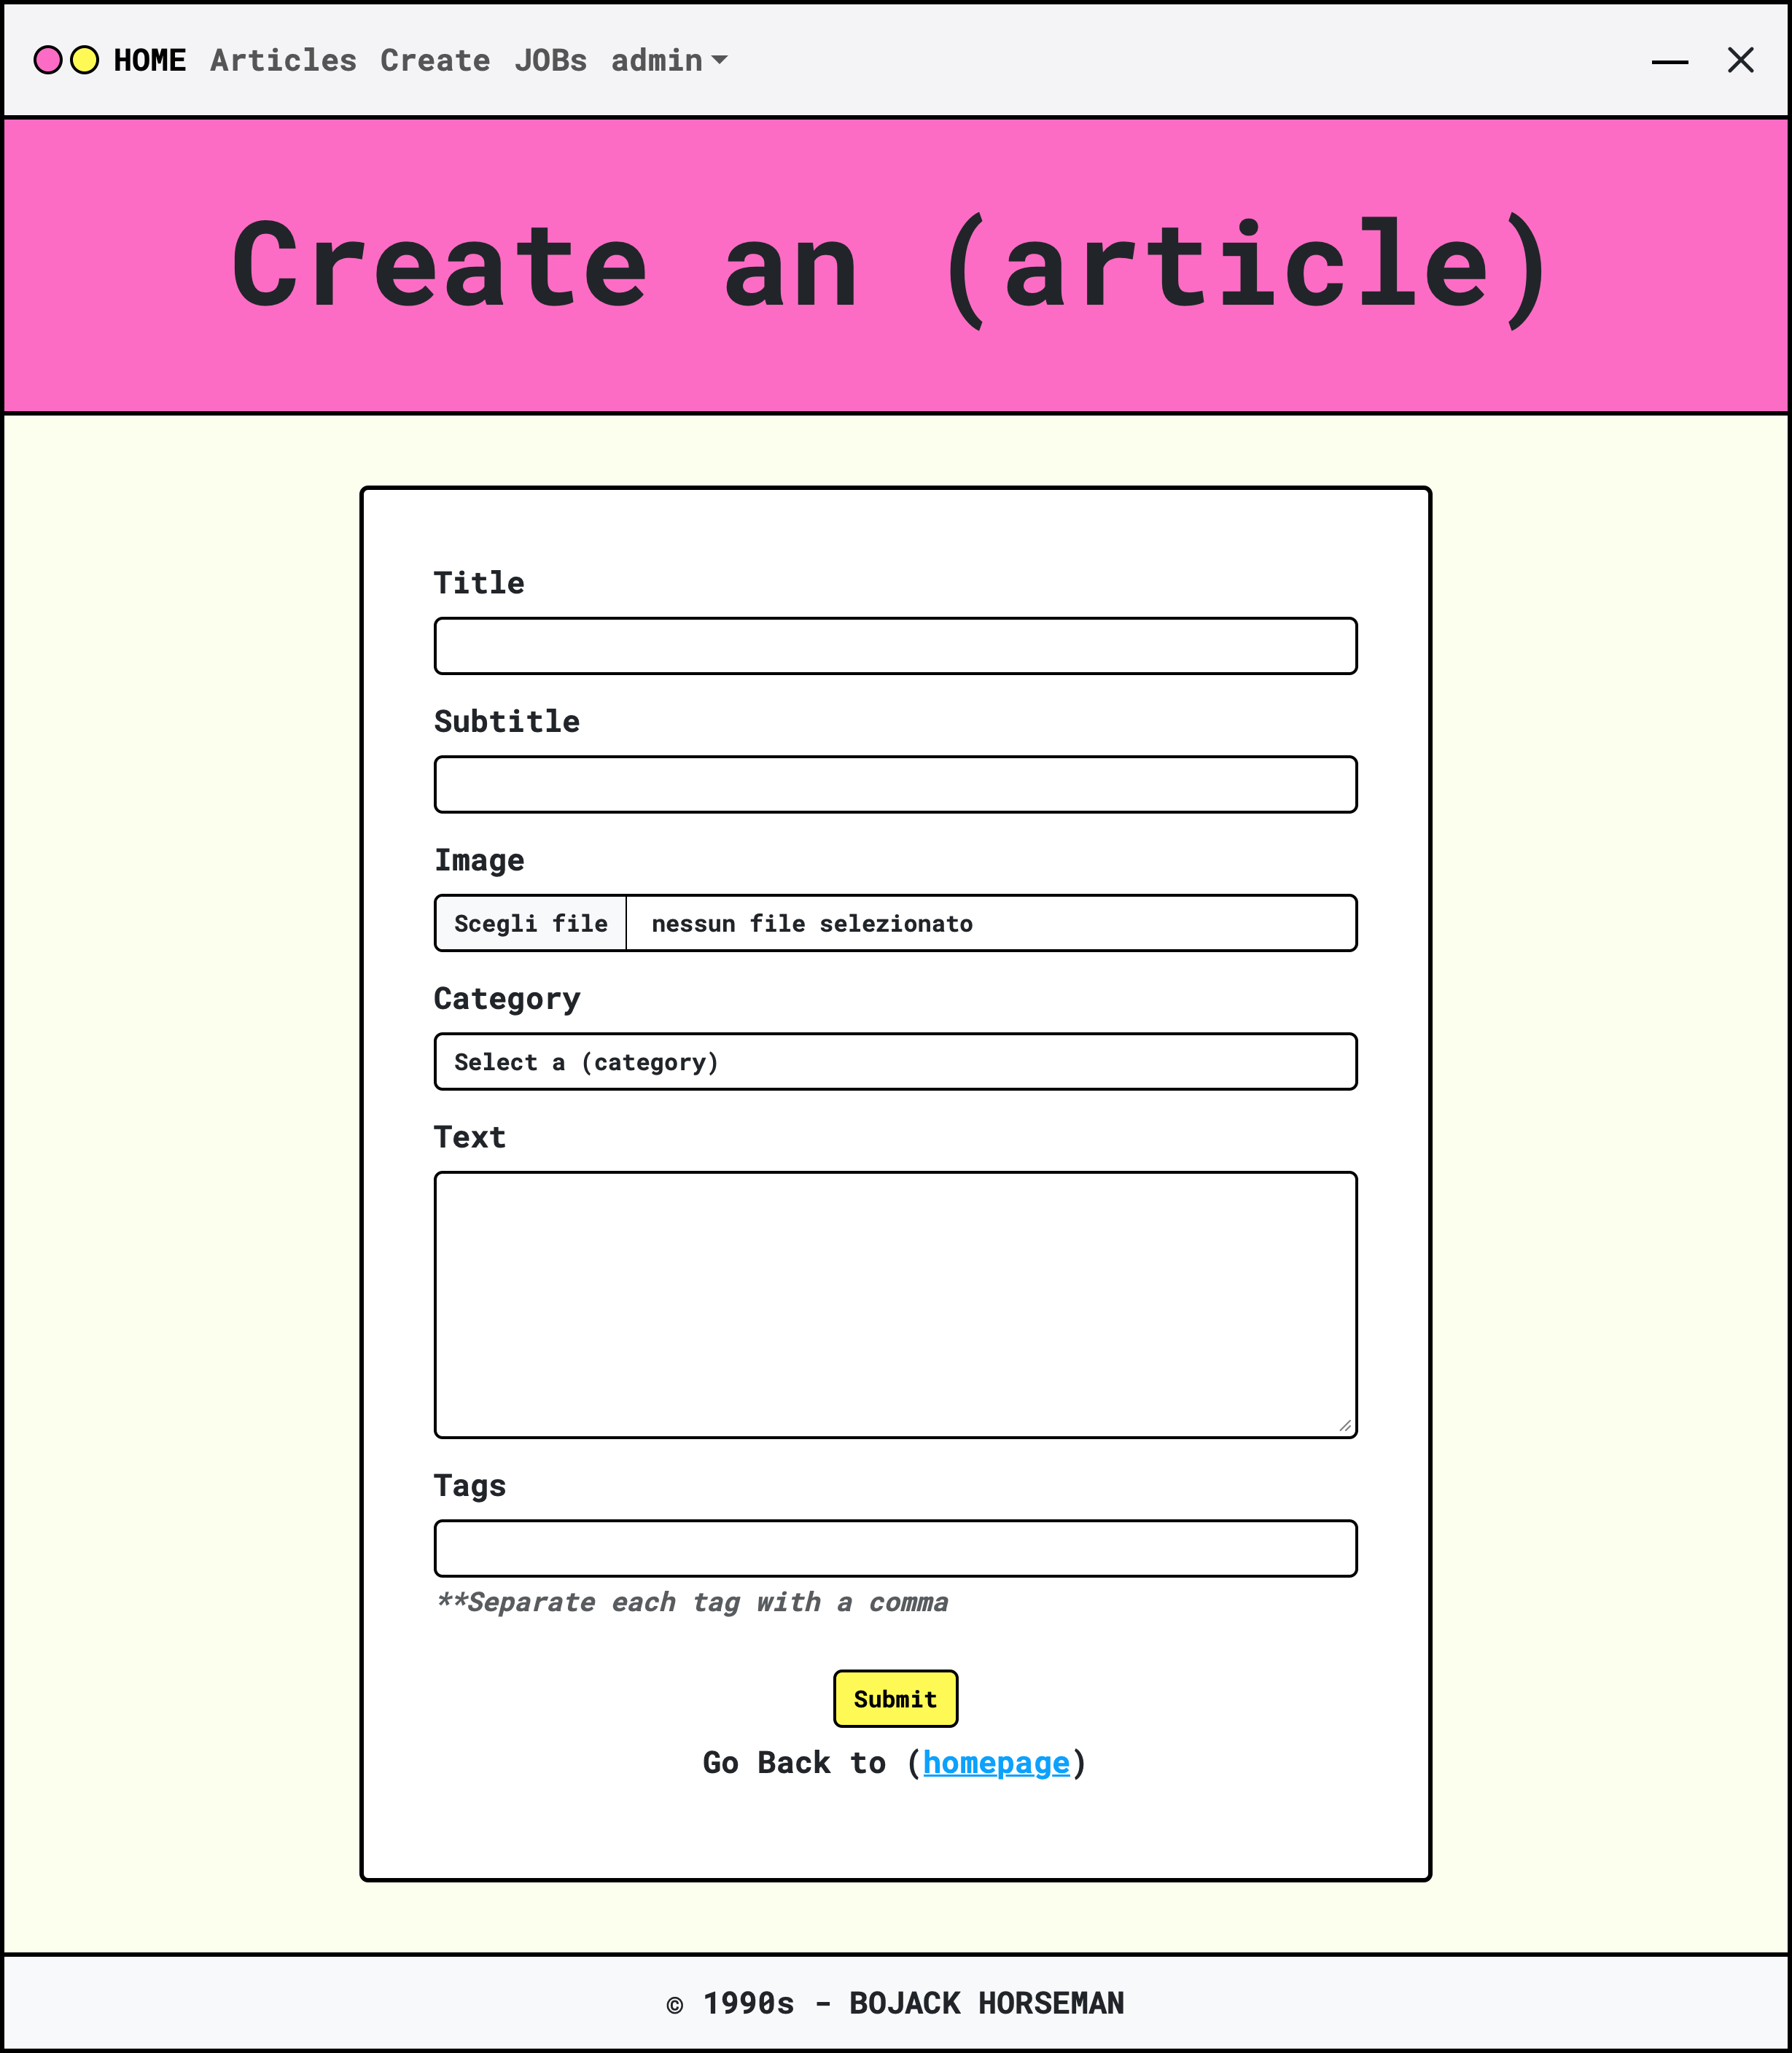 HOME Articles Create JOBs admin
Create an (article)
Title
Subtitle
Image
Scegli file nessun file selezionato
Category
Select a (category)
Text
Tags
**Separate each tag with a comma
Submit
Go Back to (homepage)
© 1990s - BOJACK HORSEMAN